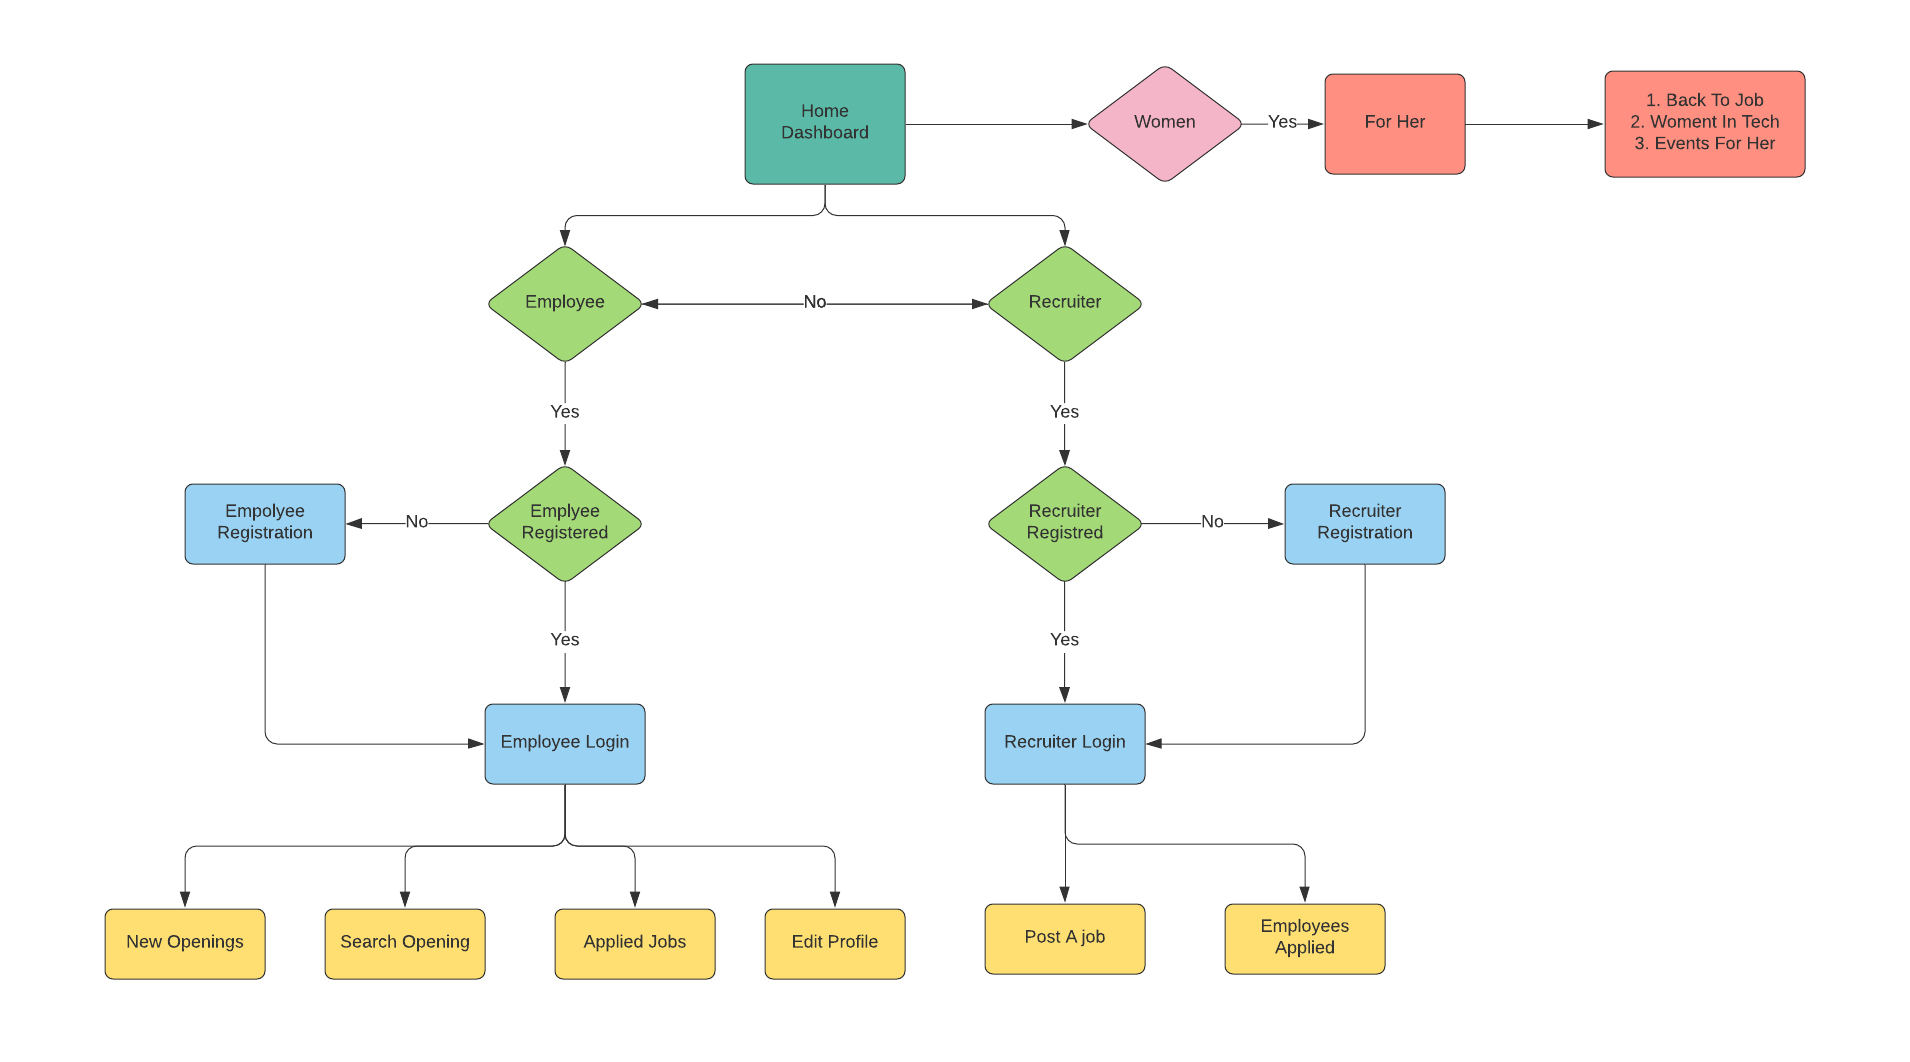 Home
Dashboard
Women
Yes
For Her
1. Back To Job
2. Woment In Tech
3. Events For Her
Employee
No
Recruiter
Yes
Yes
Empolyee
Registration
No
Emplyee
Registered
Recruiter
Registred
No
Recruiter
Registration
Yes
Yes
Employee Login
Recruiter Login
New Openings
Search Opening
Applied Jobs
Edit Profile
Post A job
Employees
Applied